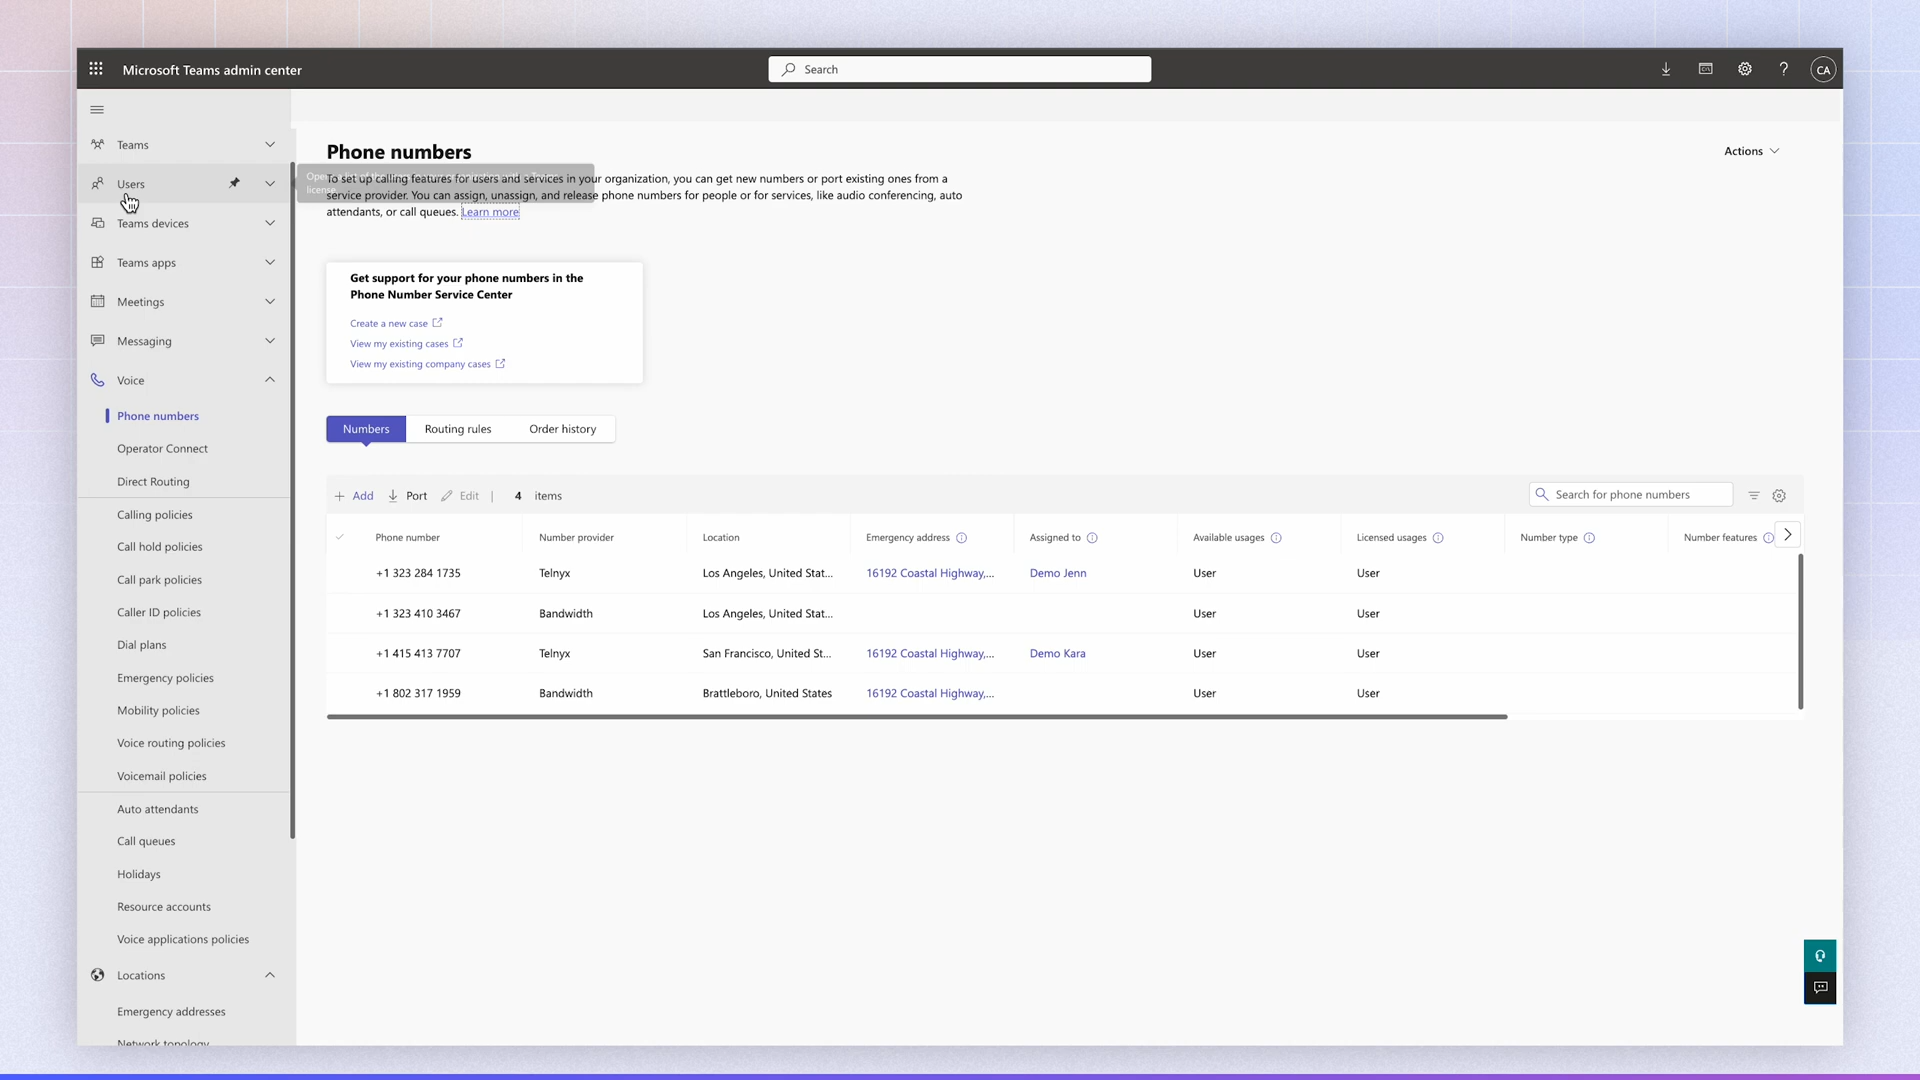 Microsoft Teams admin center
Search
CA
Teams
Users
Teams devices
Teams apps
Meetings
Messaging
Voice
Phone numbers
Operator Connect
Direct Routing
Calling policies
Call hold policies
Call park policies
Caller ID policies
Dial plans
Emergency policies
Mobility policies
Voice routing policies
Voicemail policies
Auto attendants
Call queues
Holidays
Resource accounts
Voice applications policies
Locations
Emergency addresses
Network topology
Phone numbers
Actions
To set up calling features for users and services in your organization, you can get new numbers or port existing ones from a
service provider. You can assign, unassign, and release phone numbers for people or for services, like audio conferencing, auto
attendants, or call queues. Learn more
Get support for your phone numbers in the
Phone Number Service Center
Create a new case
View my existing cases
View my existing company cases
Numbers Routing rules Order history
+ Add Port Edit | 4 items
Search for phone numbers
Phone number Number provider Location Emergency address Assigned to Available usages Licensed usages Number type Number features
+1 323 284 1735 Telnyx Los Angeles, United Stat... 16192 Coastal Highway,... Demo Jenn User User
+1 323 410 3467 Bandwidth Los Angeles, United Stat... User User
+1 415 413 7707 Telnyx San Francisco, United St... 16192 Coastal Highway,... Demo Kara User User
+1 802 317 1959 Bandwidth Brattleboro, United States 16192 Coastal Highway,... User User